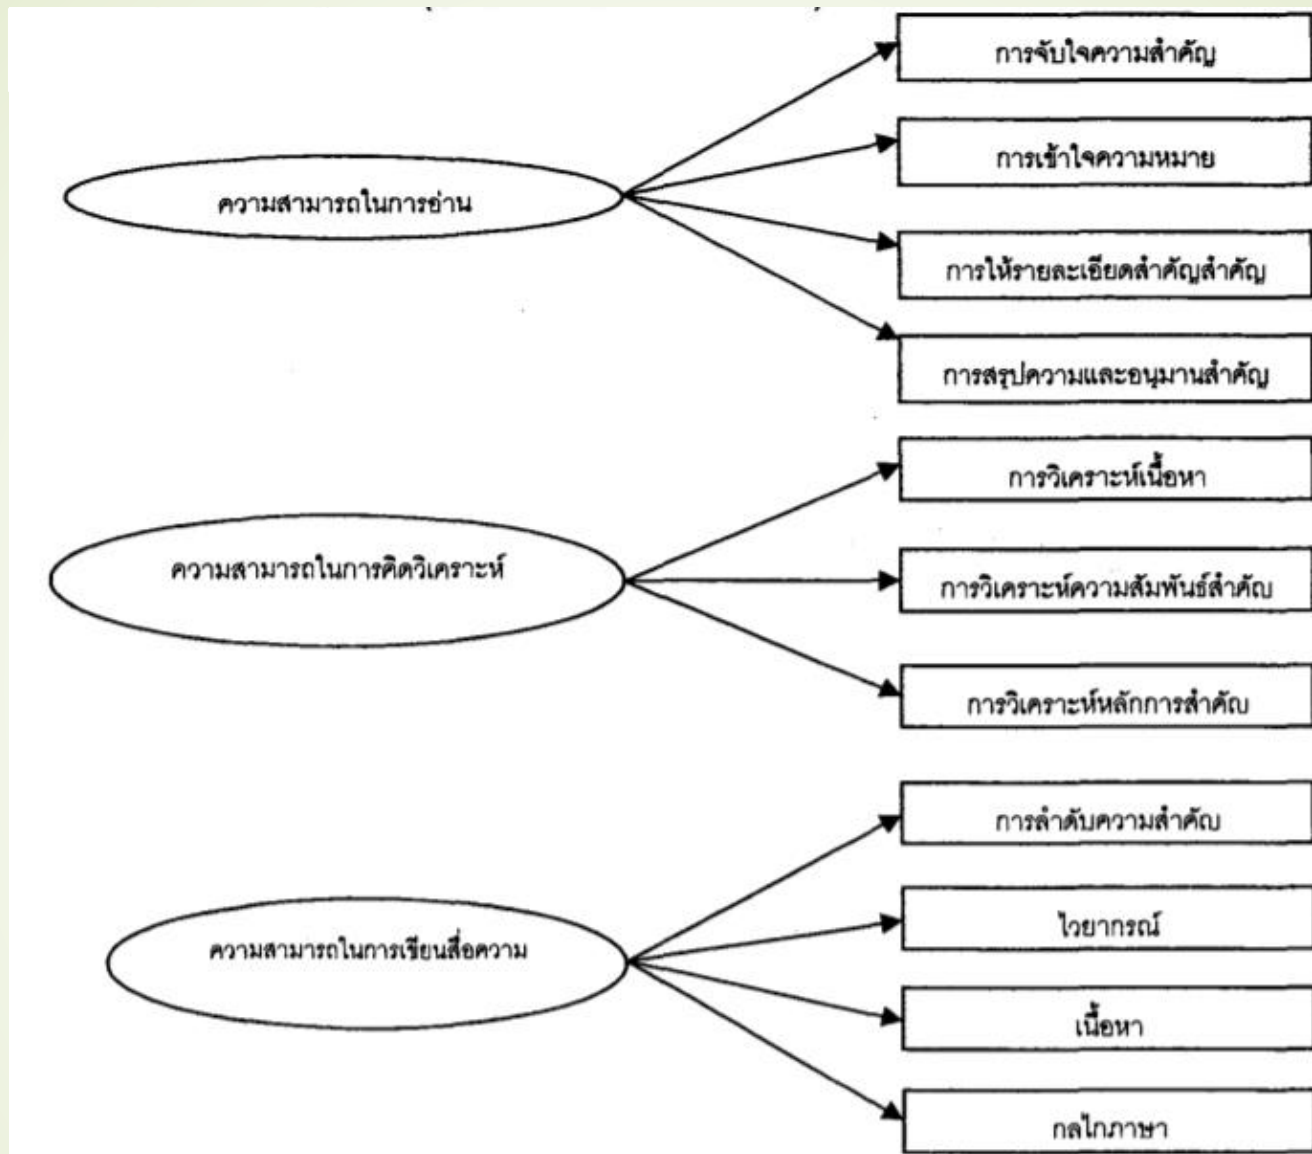 ความสามารถในการอ่าน
การจับใจความสำคัญ
การเข้าใจความหมาย
การให้รายละเอียดสำคัญสำคัญ
การสรุปความและอนุมานสำคัญ
ความสามารถในการคิดวิเคราะห์
การวิเคราะห์เนื้อหา
การวิเคราะห์ความสัมพันธ์สำคัญ
การวิเคราะห์หลักการสำคัญ
ความสามารถในการเขียนสื่อความ
การลำดับความสำคัญ
ไวยากรณ์
เนื้อหา
กลไกภาษา